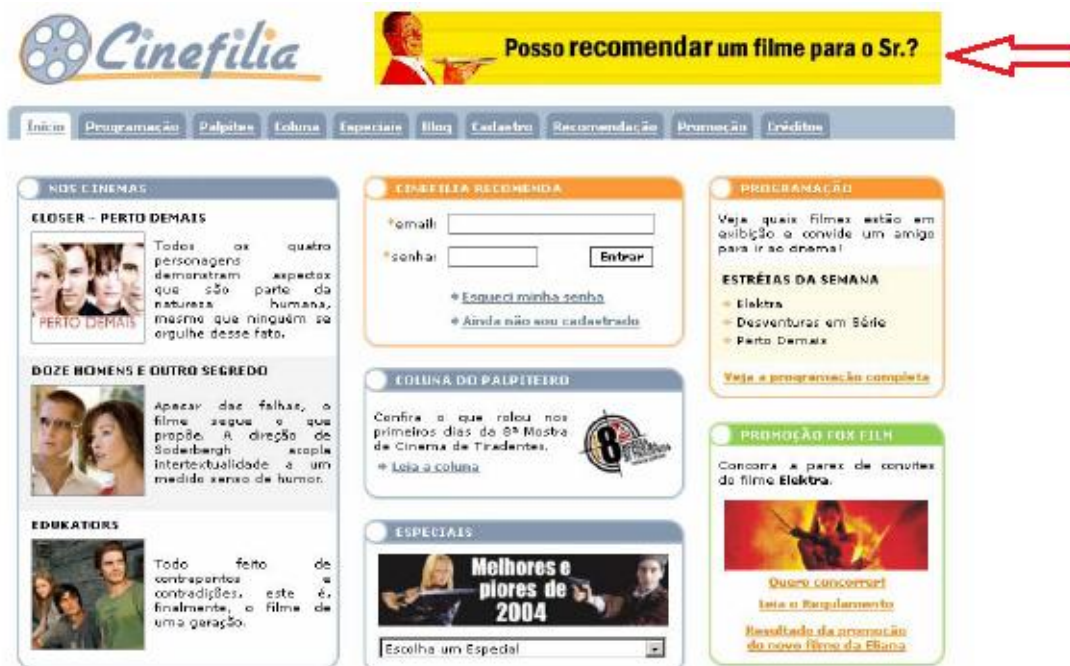 Cinefilia
Posso recomendar um filme para o Sr.?
Início Programação Palpites Coluna Especiais Blog Cadastro Recomendação Promoção Créditos
NOS CINEMAS
CLOSER - PERTO DEMAIS
Todos os quatro
personagens
demonstram aspectos
que são parte da
natureza humana,
mesmo que ninguém se
orgulhe desse fato.
PERTO DEMAIS
DOZE HOMENS E OUTRO SEGREDO
Apesar das falhas, o
filme segue o que
propõe. A direção de
Soderbergh acopla
intertextualidade a um
medido senso de humor.
EDUKATORS
Todo feito de
contrapontos e
contradições, este é,
finalmente, o filme de
uma geração.
CINEFILIA RECOMENDA
*email:
*senha:
Entrar
Esqueci minha senha
Ainda não sou cadastrado
COLUNA DO PALPITEIRO
Confira o que rolou nos
primeiros dias da 8ª Mostra
de Cinema de Tiradentes.
Leia a coluna
8
ESPECIAIS
Melhores e
piores de
2004
Escolha um Especial
PROGRAMAÇÃO
Veja quais filmes estão em
exibição e convide um amigo
para ir ao cinema!
ESTRÉIAS DA SEMANA
Elektra
Desventuras em Série
Perto Demais
Veja a programação completa
PROMOÇÃO FOX FILM
Concorra a pares de convites
do filme Elektra.
Quero concorrer!
Leia o Regulamento
Resultado da promoção
do novo filme da Eliana